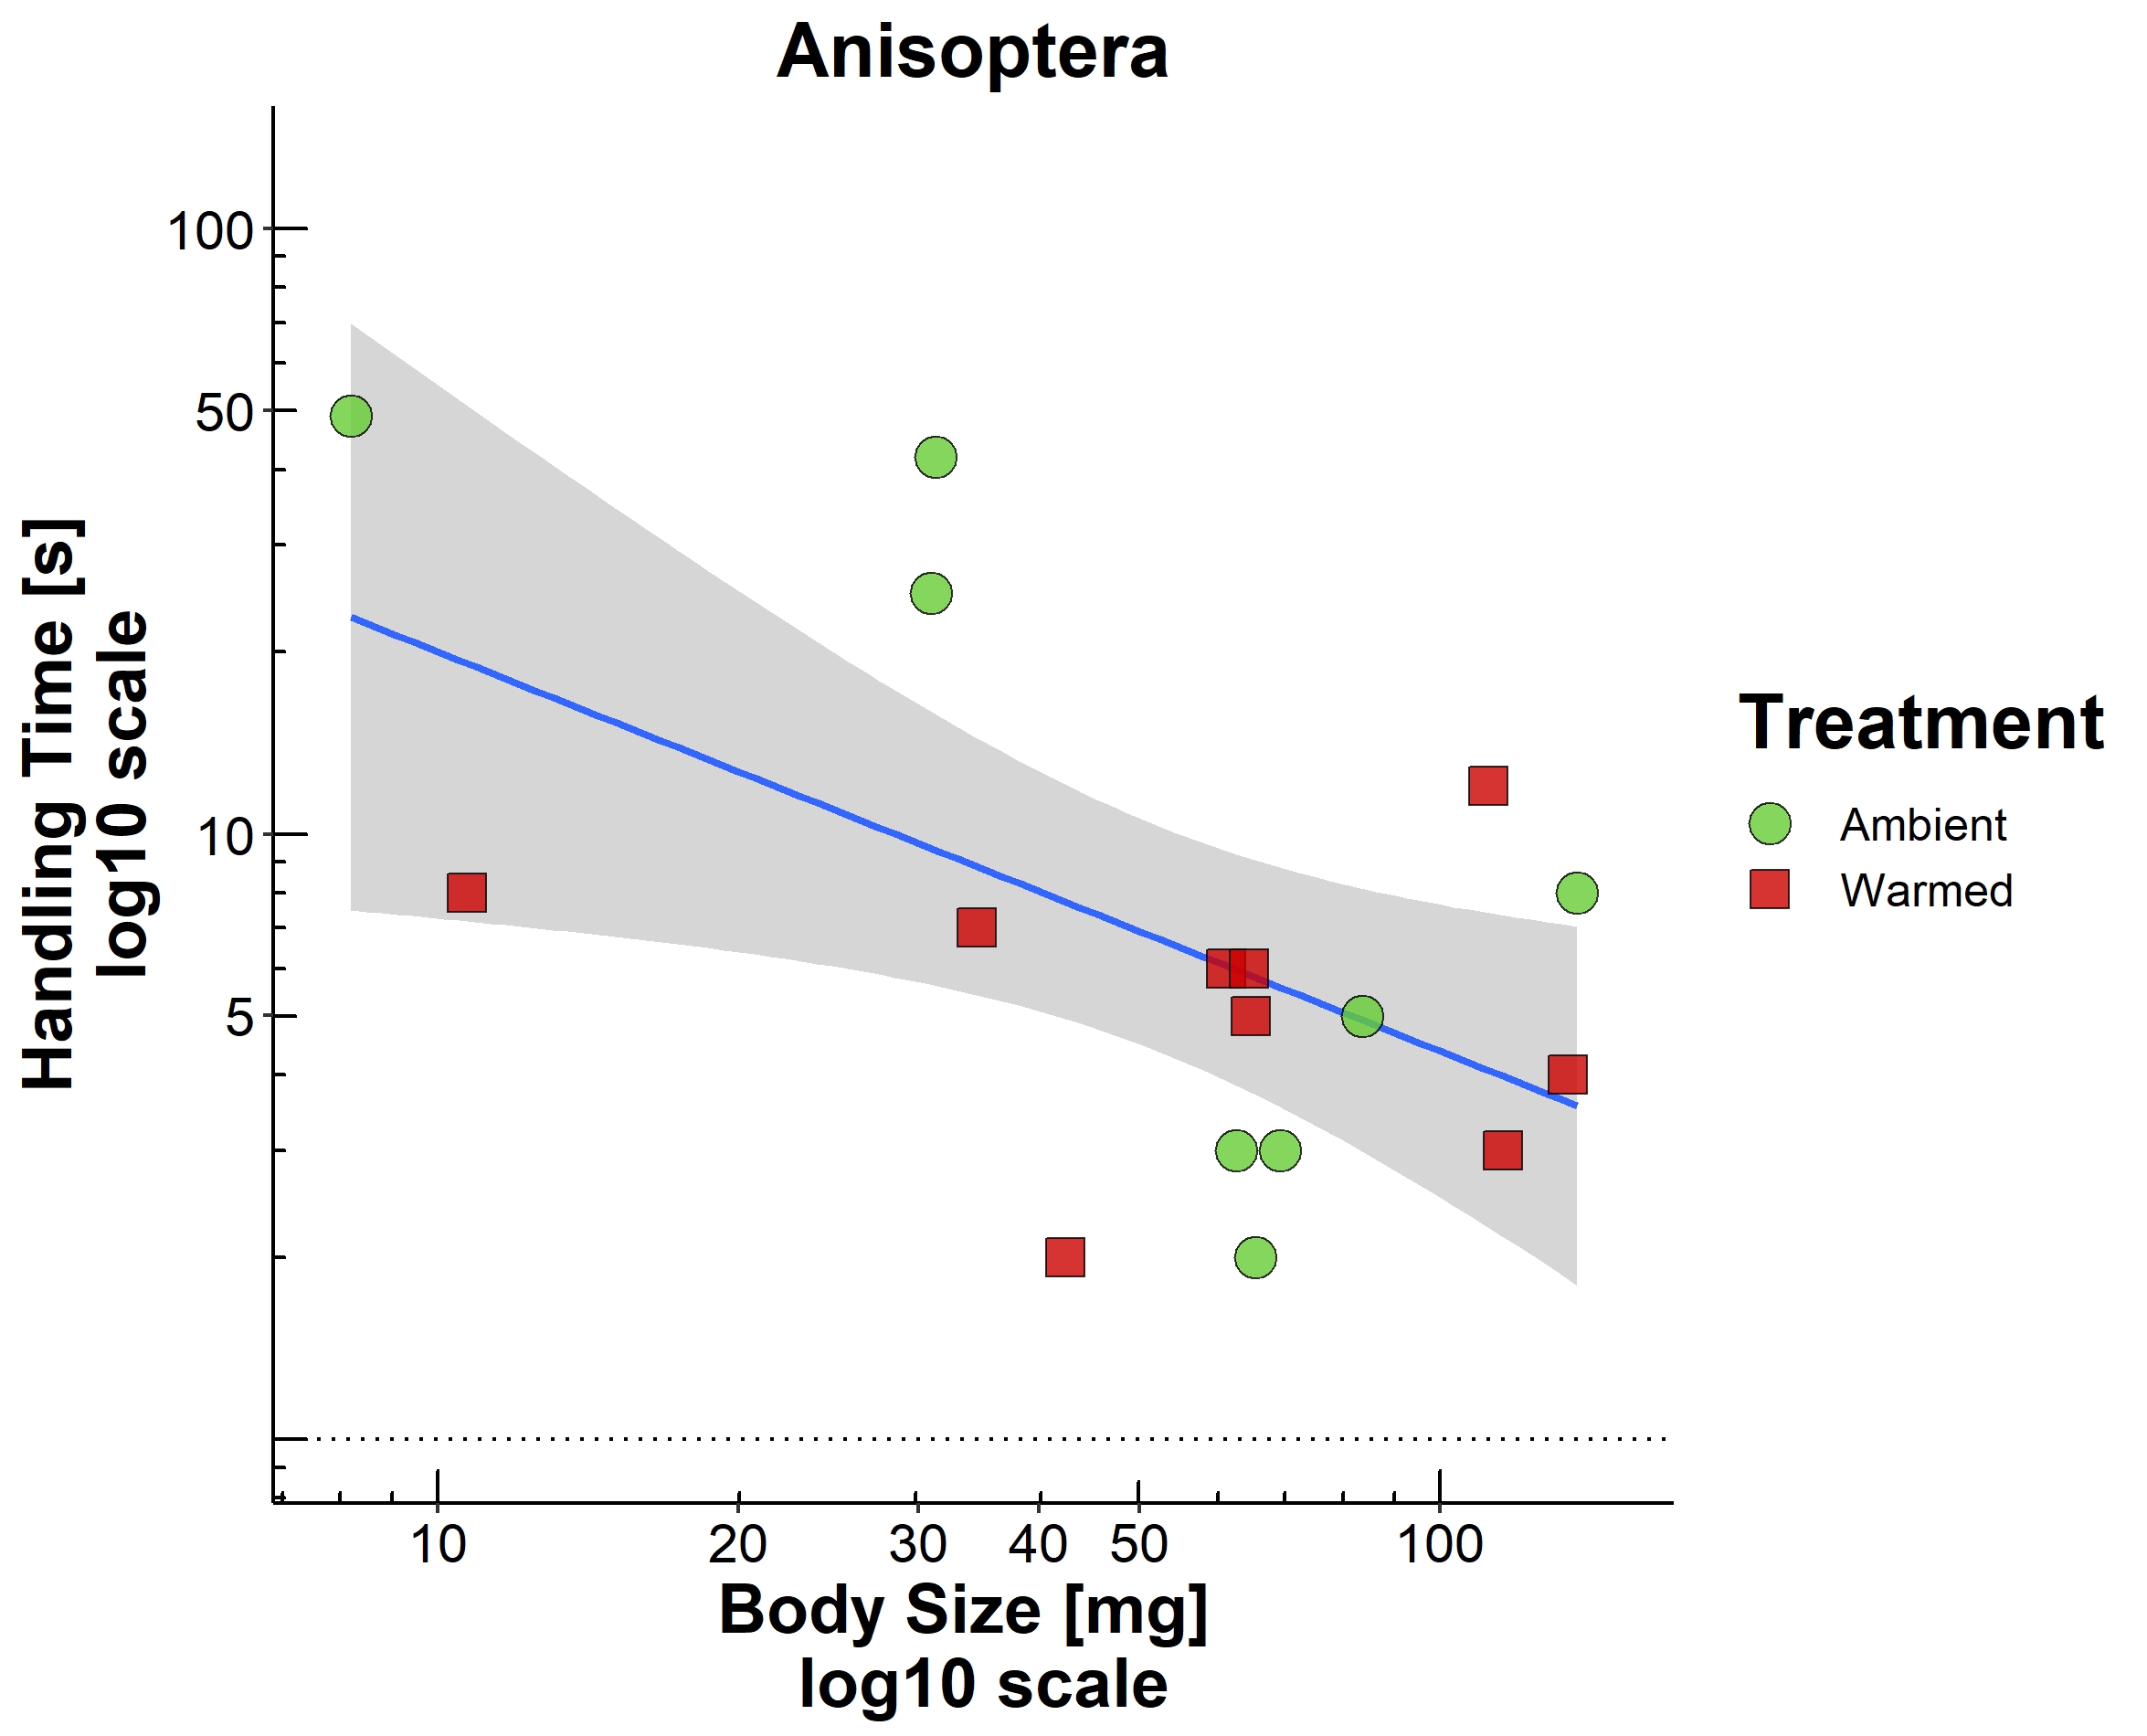 Anisoptera
Handling Time [s]
log10 scale
100
50
10
5
10 20 30 40 50 100
Body Size [mg]
log10 scale
Treatment
Ambient
Warmed